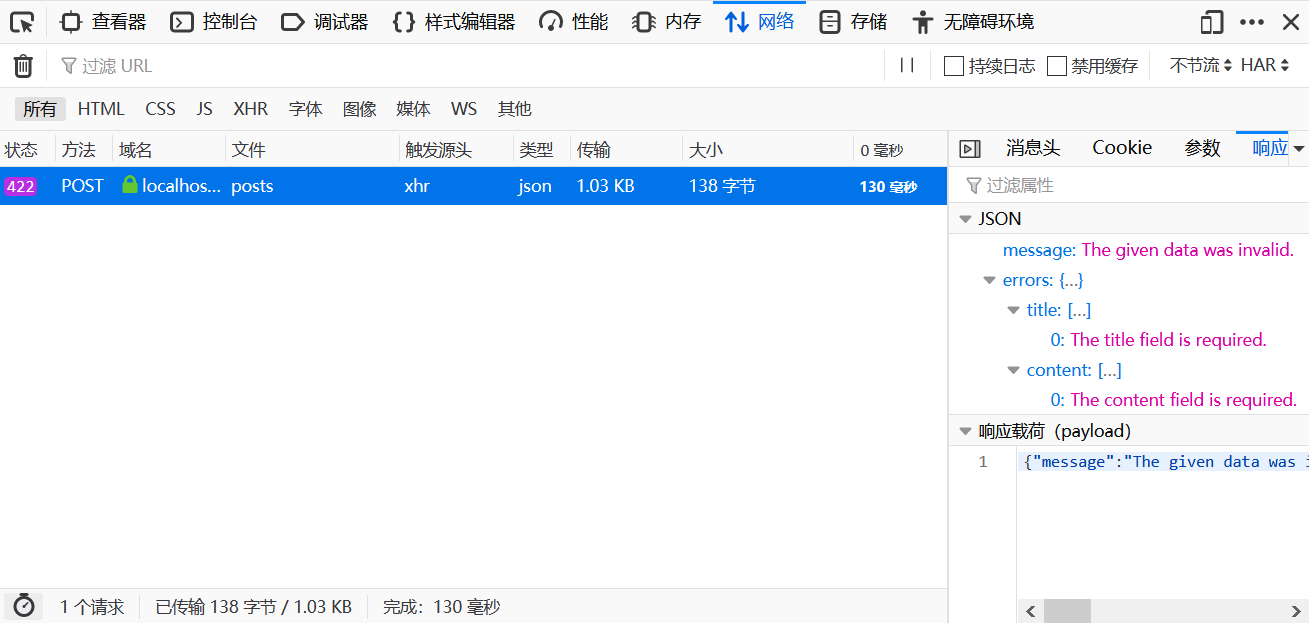 查看器 控制台 调试器 {} 样式编辑器 性能 内存 网络 存储 无障碍环境
过滤 URL 持续日志 禁用缓存 不节流 HAR
所有 HTML CSS JS XHR 字体 图像 媒体 WS 其他
状态 方法 域名 文件 触发源头 类型 传输 大小 0 毫秒
422 POST localhos... posts xhr json 1.03 KB 138 字节 130 毫秒
1 个请求 已传输 138 字节 / 1.03 KB 完成：130 毫秒
消息头 Cookie 参数 响应
过滤属性
JSON
message: The given data was invalid.
errors: {…}
title: […]
0: The title field is required.
content: […]
0: The content field is required.
响应载荷（payload）
1 {"message":"The given data was